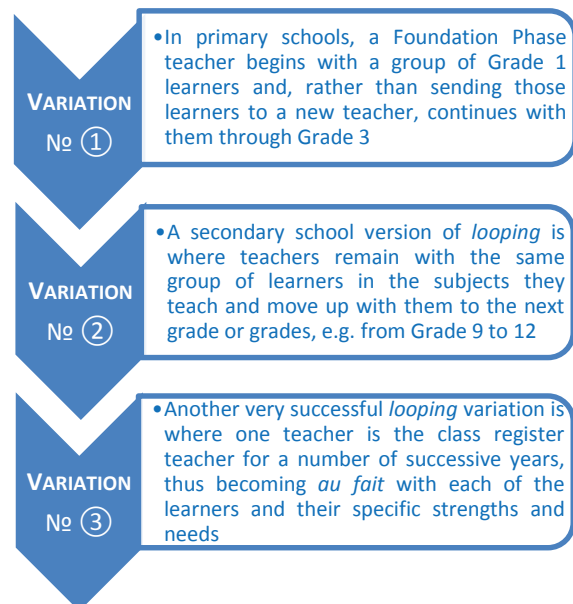 VARIATION
№ ①
•In primary schools, a Foundation Phase
teacher begins with a group of Grade 1
learners and, rather than sending those
learners to a new teacher, continues with
them through Grade 3
VARIATION
№ ②
•A secondary school version of looping is
where teachers remain with the same
group of learners in the subjects they
teach and move up with them to the next
grade or grades, e.g. from Grade 9 to 12
VARIATION
№ ③
•Another very successful looping variation is
where one teacher is the class register
teacher for a number of successive years,
thus becoming au fait with each of the
learners and their specific strengths and
needs